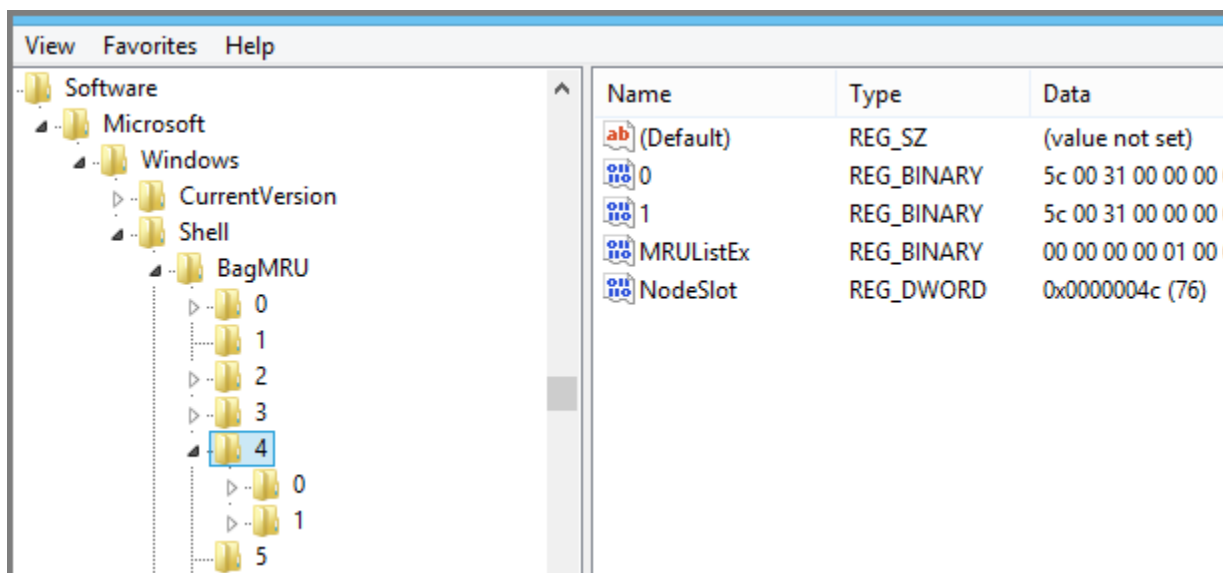 View Favorites Help
Software
Microsoft
Windows
CurrentVersion
Shell
BagMRU
0
1
2
3
4
0
1
5
Name Type Data
(Default) REG_SZ (value not set)
0 REG_BINARY 5c 00 31 00 00 00
1 REG_BINARY 5c 00 31 00 00 00
MRUListEx REG_BINARY 00 00 00 00 01 00
NodeSlot REG_DWORD 0x0000004c (76)